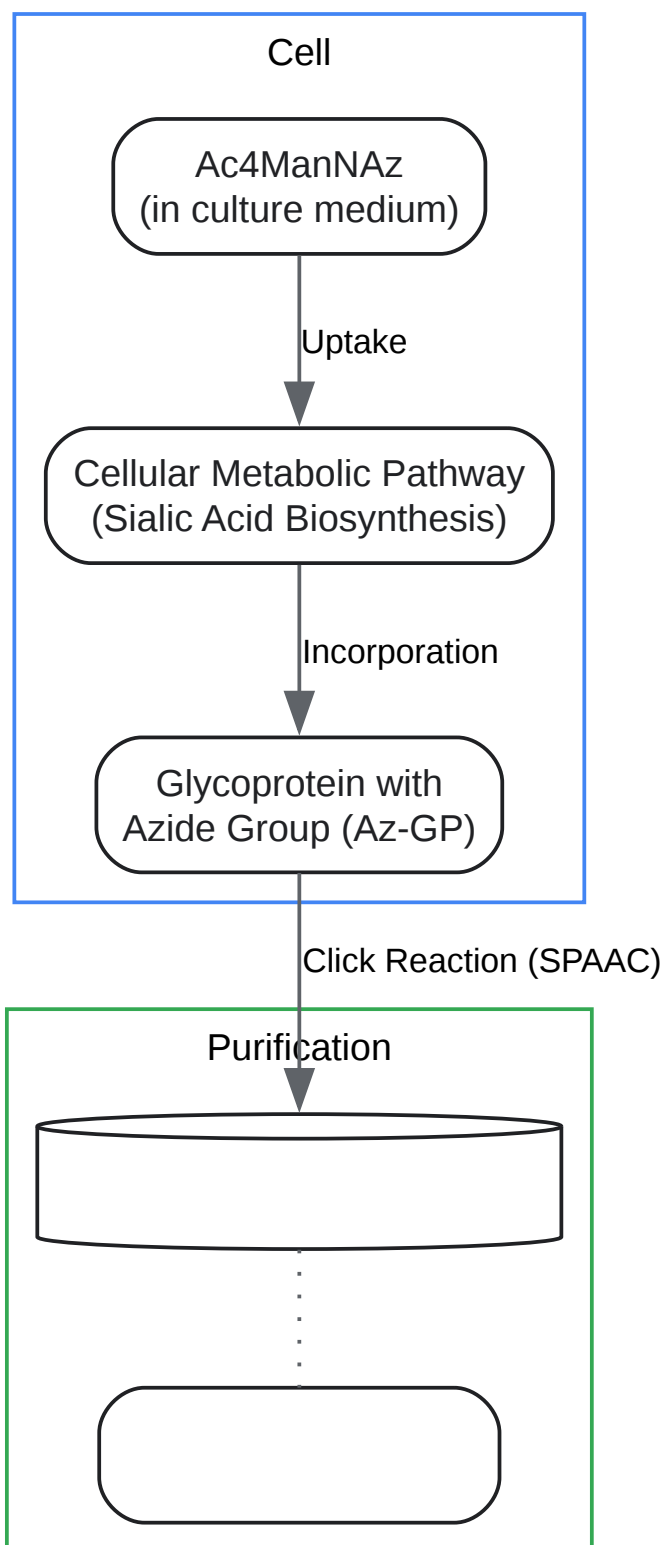 Cell
Ac4ManNAz
(in culture medium)
Uptake
Cellular Metabolic Pathway
(Sialic Acid Biosynthesis)
Incorporation
Glycoprotein with
Azide Group (Az-GP)
Click Reaction (SPAAC)
Purification